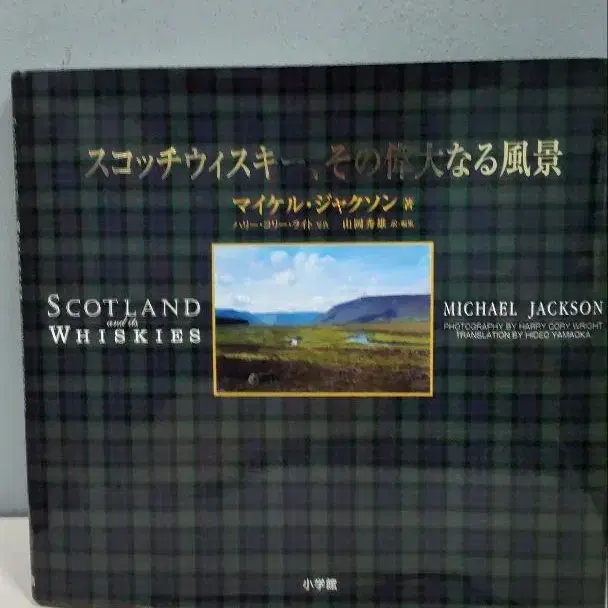 スコッチウィスキー、その偉大なる風景
マイケル・ジャクソン 著
ハリー・コリー・ライト 写真 山岡秀雄 訳・編集
SCOTLAND
and its
WHISKIES
MICHAEL JACKSON
PHOTOGRAPHY BY HARRY CORY WRIGHT
TRANSLATION BY HIDEO YAMAOKA
小学館